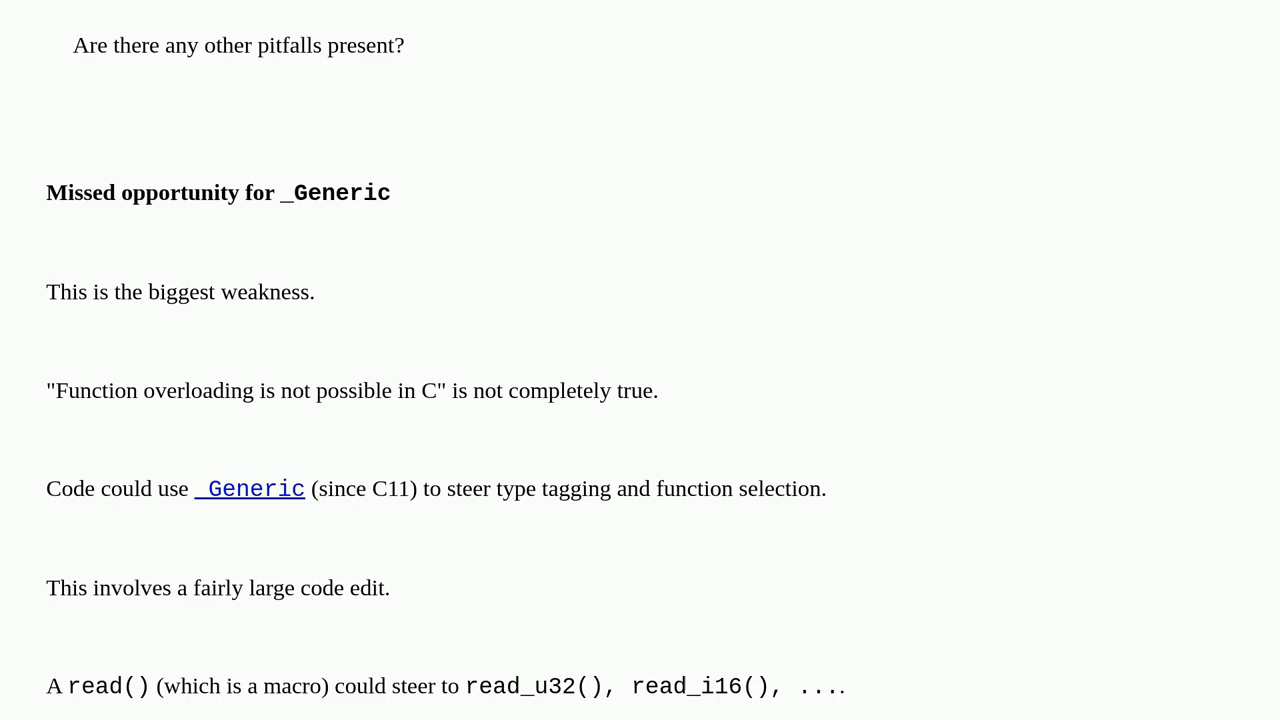 Are there any other pitfalls present?
Missed opportunity for _Generic
This is the biggest weakness.
"Function overloading is not possible in C" is not completely true.
Code could use _Generic (since C11) to steer type tagging and function selection.
This involves a fairly large code edit.
A read() (which is a macro) could steer to read_u32(), read_i16(), ....